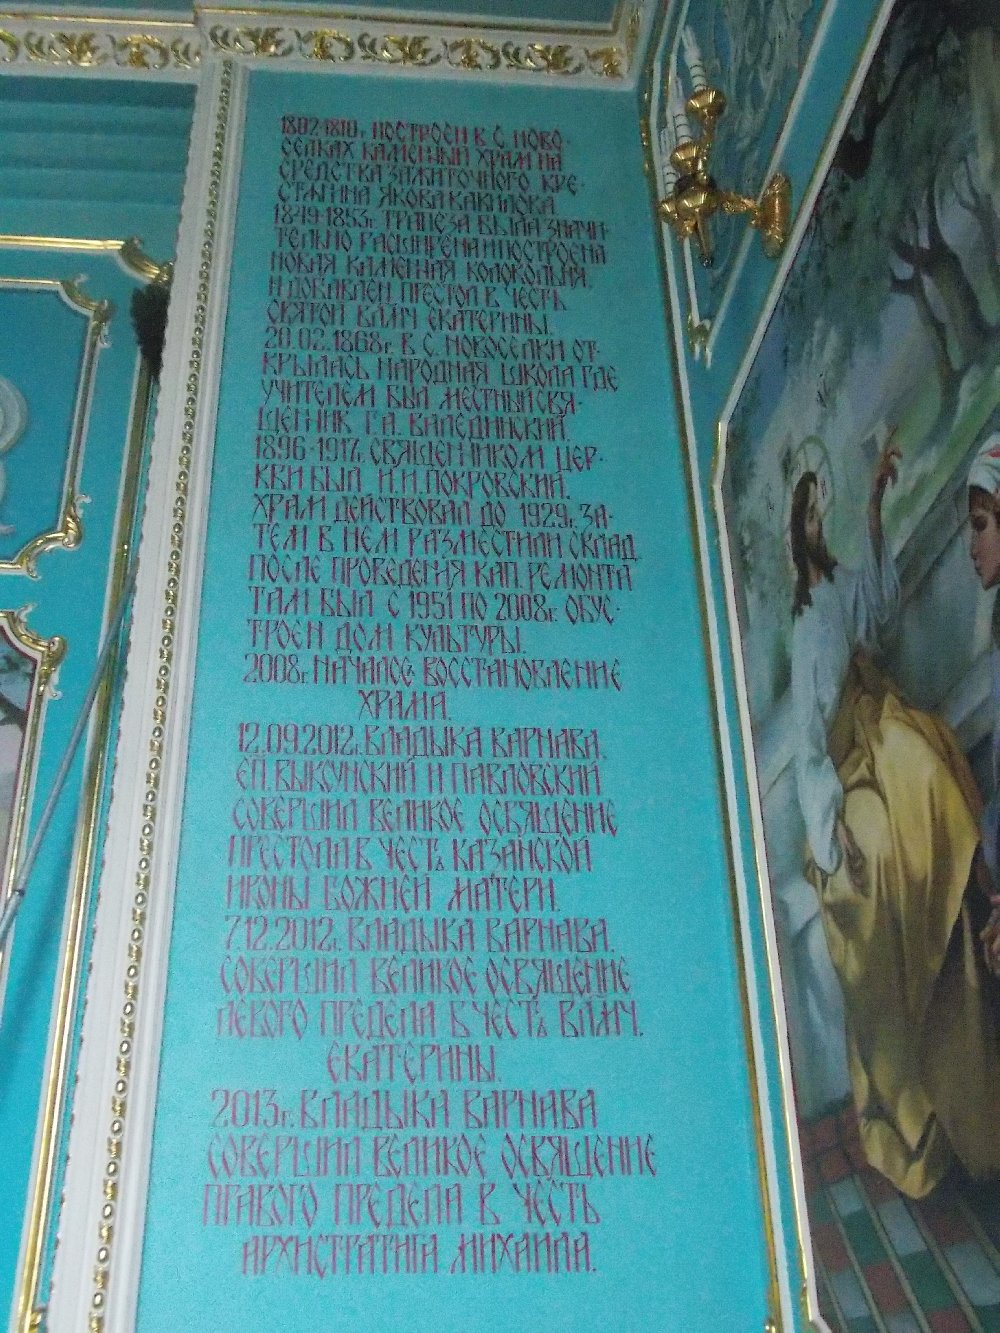 1802-1810г. ПОСТРОЕН В С. НОВО-
СЕЛКАХ КАМЕННЫЙ ХРАМ НА
СРЕДСТВА ЗАЖИТОЧНОГО КРЕ-
СТЬЯНИНА ЯКОВА
1849-1853г. ТРАПЕЗА БЫЛА ЗНАЧИ-
ТЕЛЬНО РАСШИРЕНА И ПОСТРОЕНА
НОВАЯ КАМЕННАЯ КОЛОКОЛЬНЯ.
И ДОБАВЛЕН ПРЕСТОЛ В ЧЕСТЬ
СВЯТОЙ ВЛМЧ ЕКАТЕРИНЫ.
20.02.1868г. В С. НОВОСЕЛКИ ОТ-
КРЫЛАСЬ НАРОДНАЯ ШКОЛА ГДЕ
УЧИТЕЛЕМ БЫЛ МЕСТНЫЙ СВЯ-
ЩЕННИК Г.А. ВАЛЕДИНСКИЙ.
1896-1917г. СВЯЩЕННИКОМ ЦЕР-
КВИ БЫЛ И.И. ПОКРОВСКИЙ.
ХРАМ ДЕЙСТВОВАЛ ДО 1929г. ЗА-
ТЕМ В НЕМ РАЗМЕСТИЛИ СКЛАД
ПОСЛЕ ПРОВЕДЕНИЯ КАП. РЕМОНТА
ТАМ БЫЛ С 1951 ПО 2008г. ОБУС-
ТРОЕН ДОМ КУЛЬТУРЫ.
2008г. НАЧАЛОСЬ ВОССТАНОВЛЕНИЕ
ХРАМА.
12.09.2012г. ВЛАДЫКА ВАРНАВА.
ЕП. ВЫКСУНСКИЙ И ПАВЛОВСКИЙ
СОВЕРШИЛ ВЕЛИКОЕ ОСВЯЩЕНИЕ
ПРЕСТОЛА В ЧЕСТЬ КАЗАНСКОЙ
ИКОНЫ БОЖИЕЙ МАТЕРИ.
7.12.2012г. ВЛАДЫКА ВАРНАВА.
СОВЕРШИЛ ВЕЛИКОЕ ОСВЯЩЕНИЕ
ЛЕВОГО ПРЕДЕЛА В ЧЕСТЬ ВЛМЧ.
ЕКАТЕРИНЫ.
2013г. ВЛАДЫКА ВАРНАВА
СОВЕРШИЛ ВЕЛИКОЕ ОСВЯЩЕНИЕ
ПРАВОГО ПРЕДЕЛА В ЧЕСТЬ
АРХИСТРАТИГА МИХАИЛА.